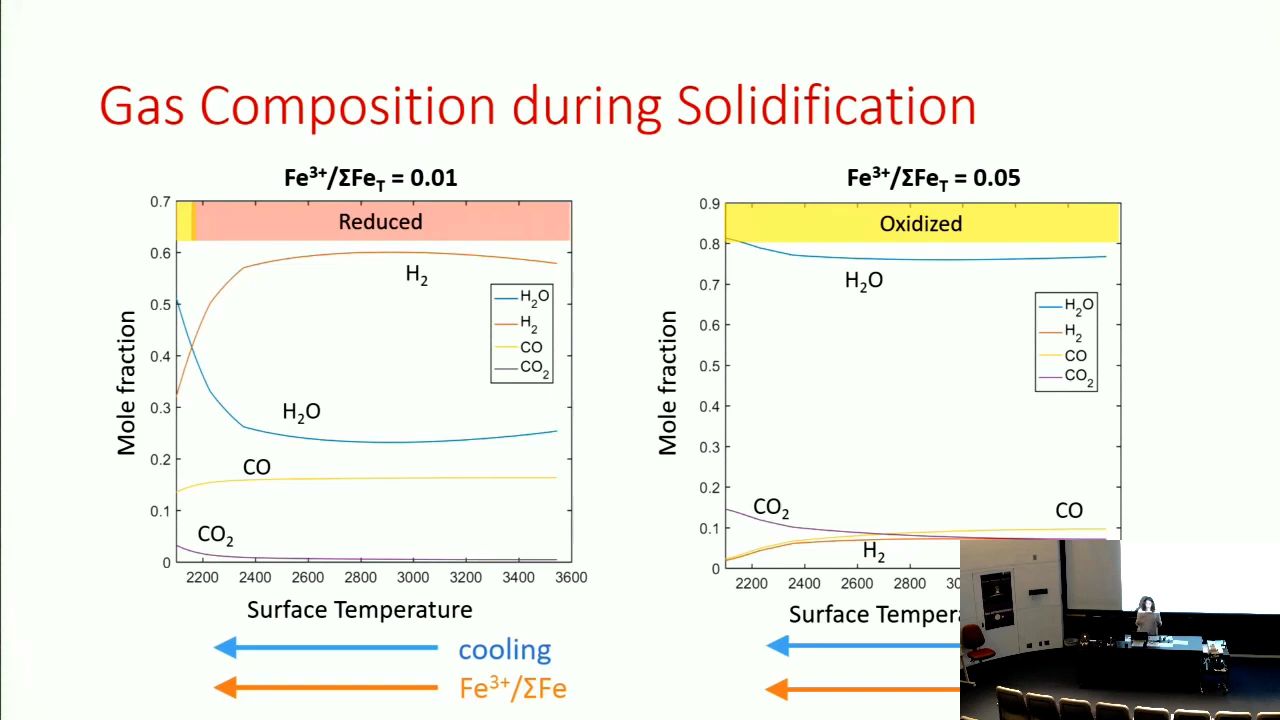 Gas Composition during Solidification
Fe³⁺/ΣFeT = 0.01
0.7
0.6
0.5
0.4
0.3
0.2
0.1
0
Mole fraction
Reduced
H₂
H₂O
H₂
CO
CO₂
H₂O
CO
CO₂
2200
2400
2600
2800
3000
3200
3400
3600
Surface Temperature
cooling
Fe³⁺/ΣFe
Fe³⁺/ΣFeT = 0.05
0.9
0.8
0.7
0.6
0.5
0.4
0.3
0.2
0.1
0
Mole fraction
Oxidized
H₂O
H₂O
H₂
CO
CO₂
CO₂
CO
H₂
2200
2400
2600
2800
Surface Tempera